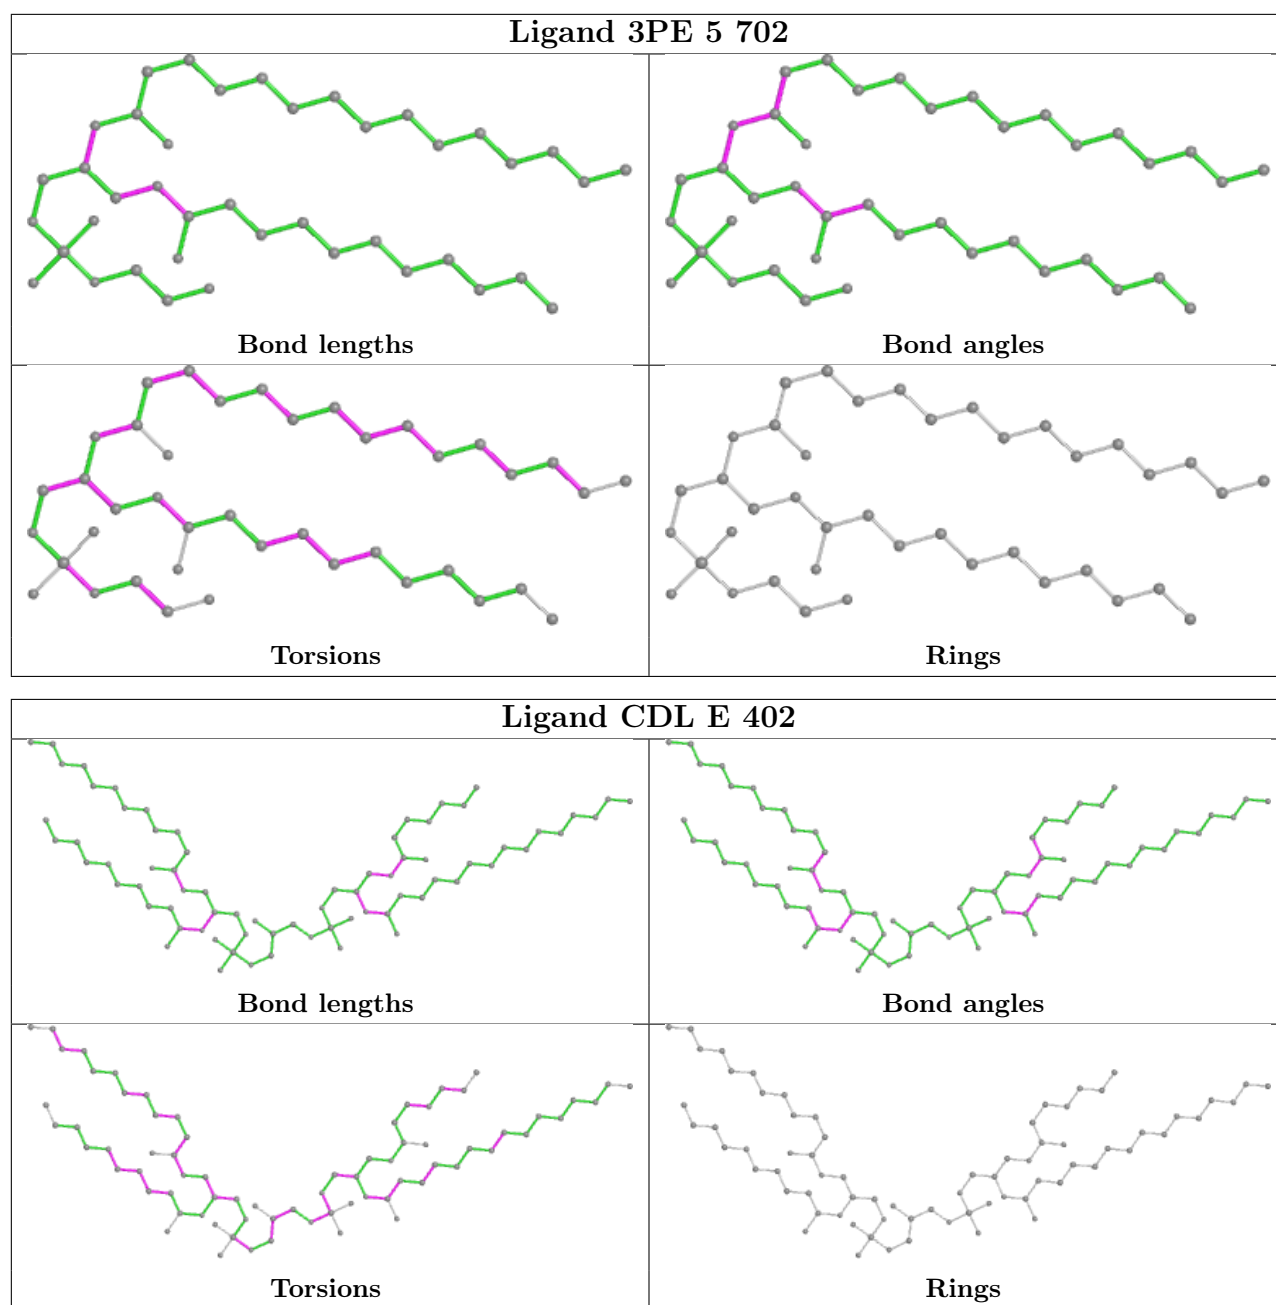 Ligand 3PE 5 702
Bond lengths
Bond angles
Torsions
Rings
Ligand CDL E 402
Bond lengths
Bond angles
Torsions
Rings